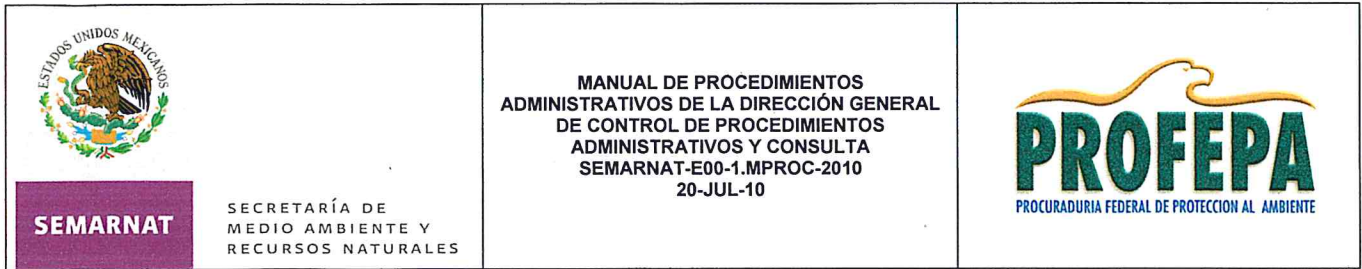 ESTADOS UNIDOS MEXICANOS
SEMARNAT
SECRETARÍA DE
MEDIO AMBIENTE Y
RECURSOS NATURALES
MANUAL DE PROCEDIMIENTOS
ADMINISTRATIVOS DE LA DIRECCIÓN GENERAL
DE CONTROL DE PROCEDIMIENTOS
ADMINISTRATIVOS Y CONSULTA
SEMARNAT-E00-1.MPROC-2010
20-JUL-10
PROFEPA
PROCURADURIA FEDERAL DE PROTECCION AL AMBIENTE